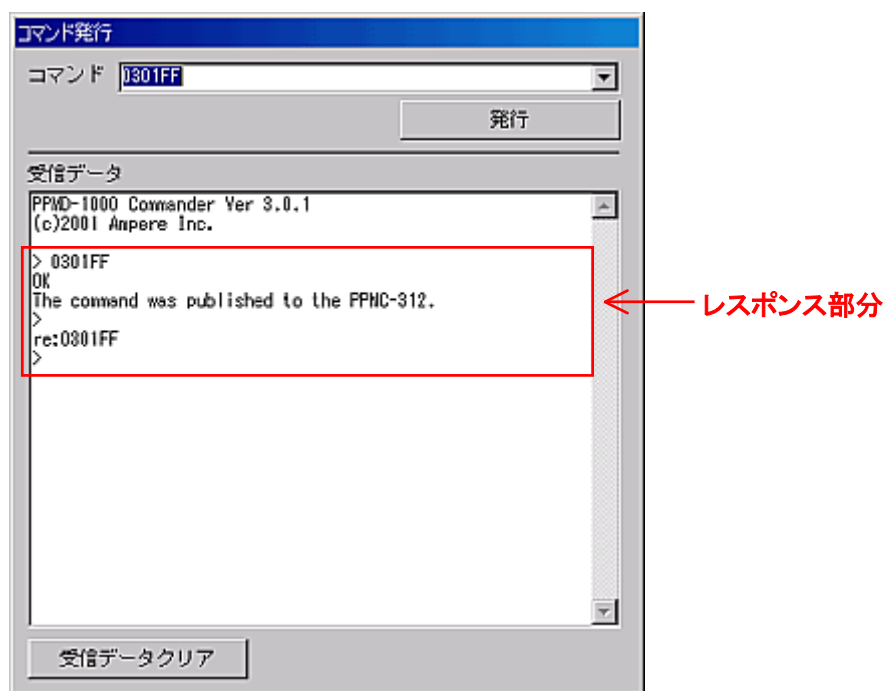 コマンド発行
コマンド 0301FF
発行
受信データ
PPMD-1000 Commander Ver 3.0.1
(c)2001 Ampere Inc.
> 0301FF
OK
The command was published to the PPMC-312.
>
re:0301FF
>
レスポンス部分
受信データクリア